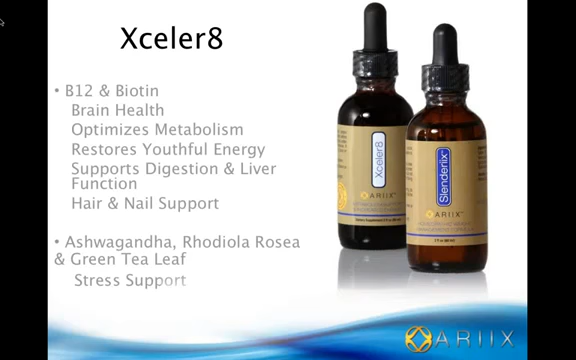 Xceler8
• B12 & Biotin
Brain Health
Optimizes Metabolism
Restores Youthful Energy
Supports Digestion & Liver
Function
Hair & Nail Support
• Ashwagandha, Rhodiola Rosea
& Green Tea Leaf
Stress Support
Xceler8
ARIIX
Slenderiix
ARIIX
ARIIX